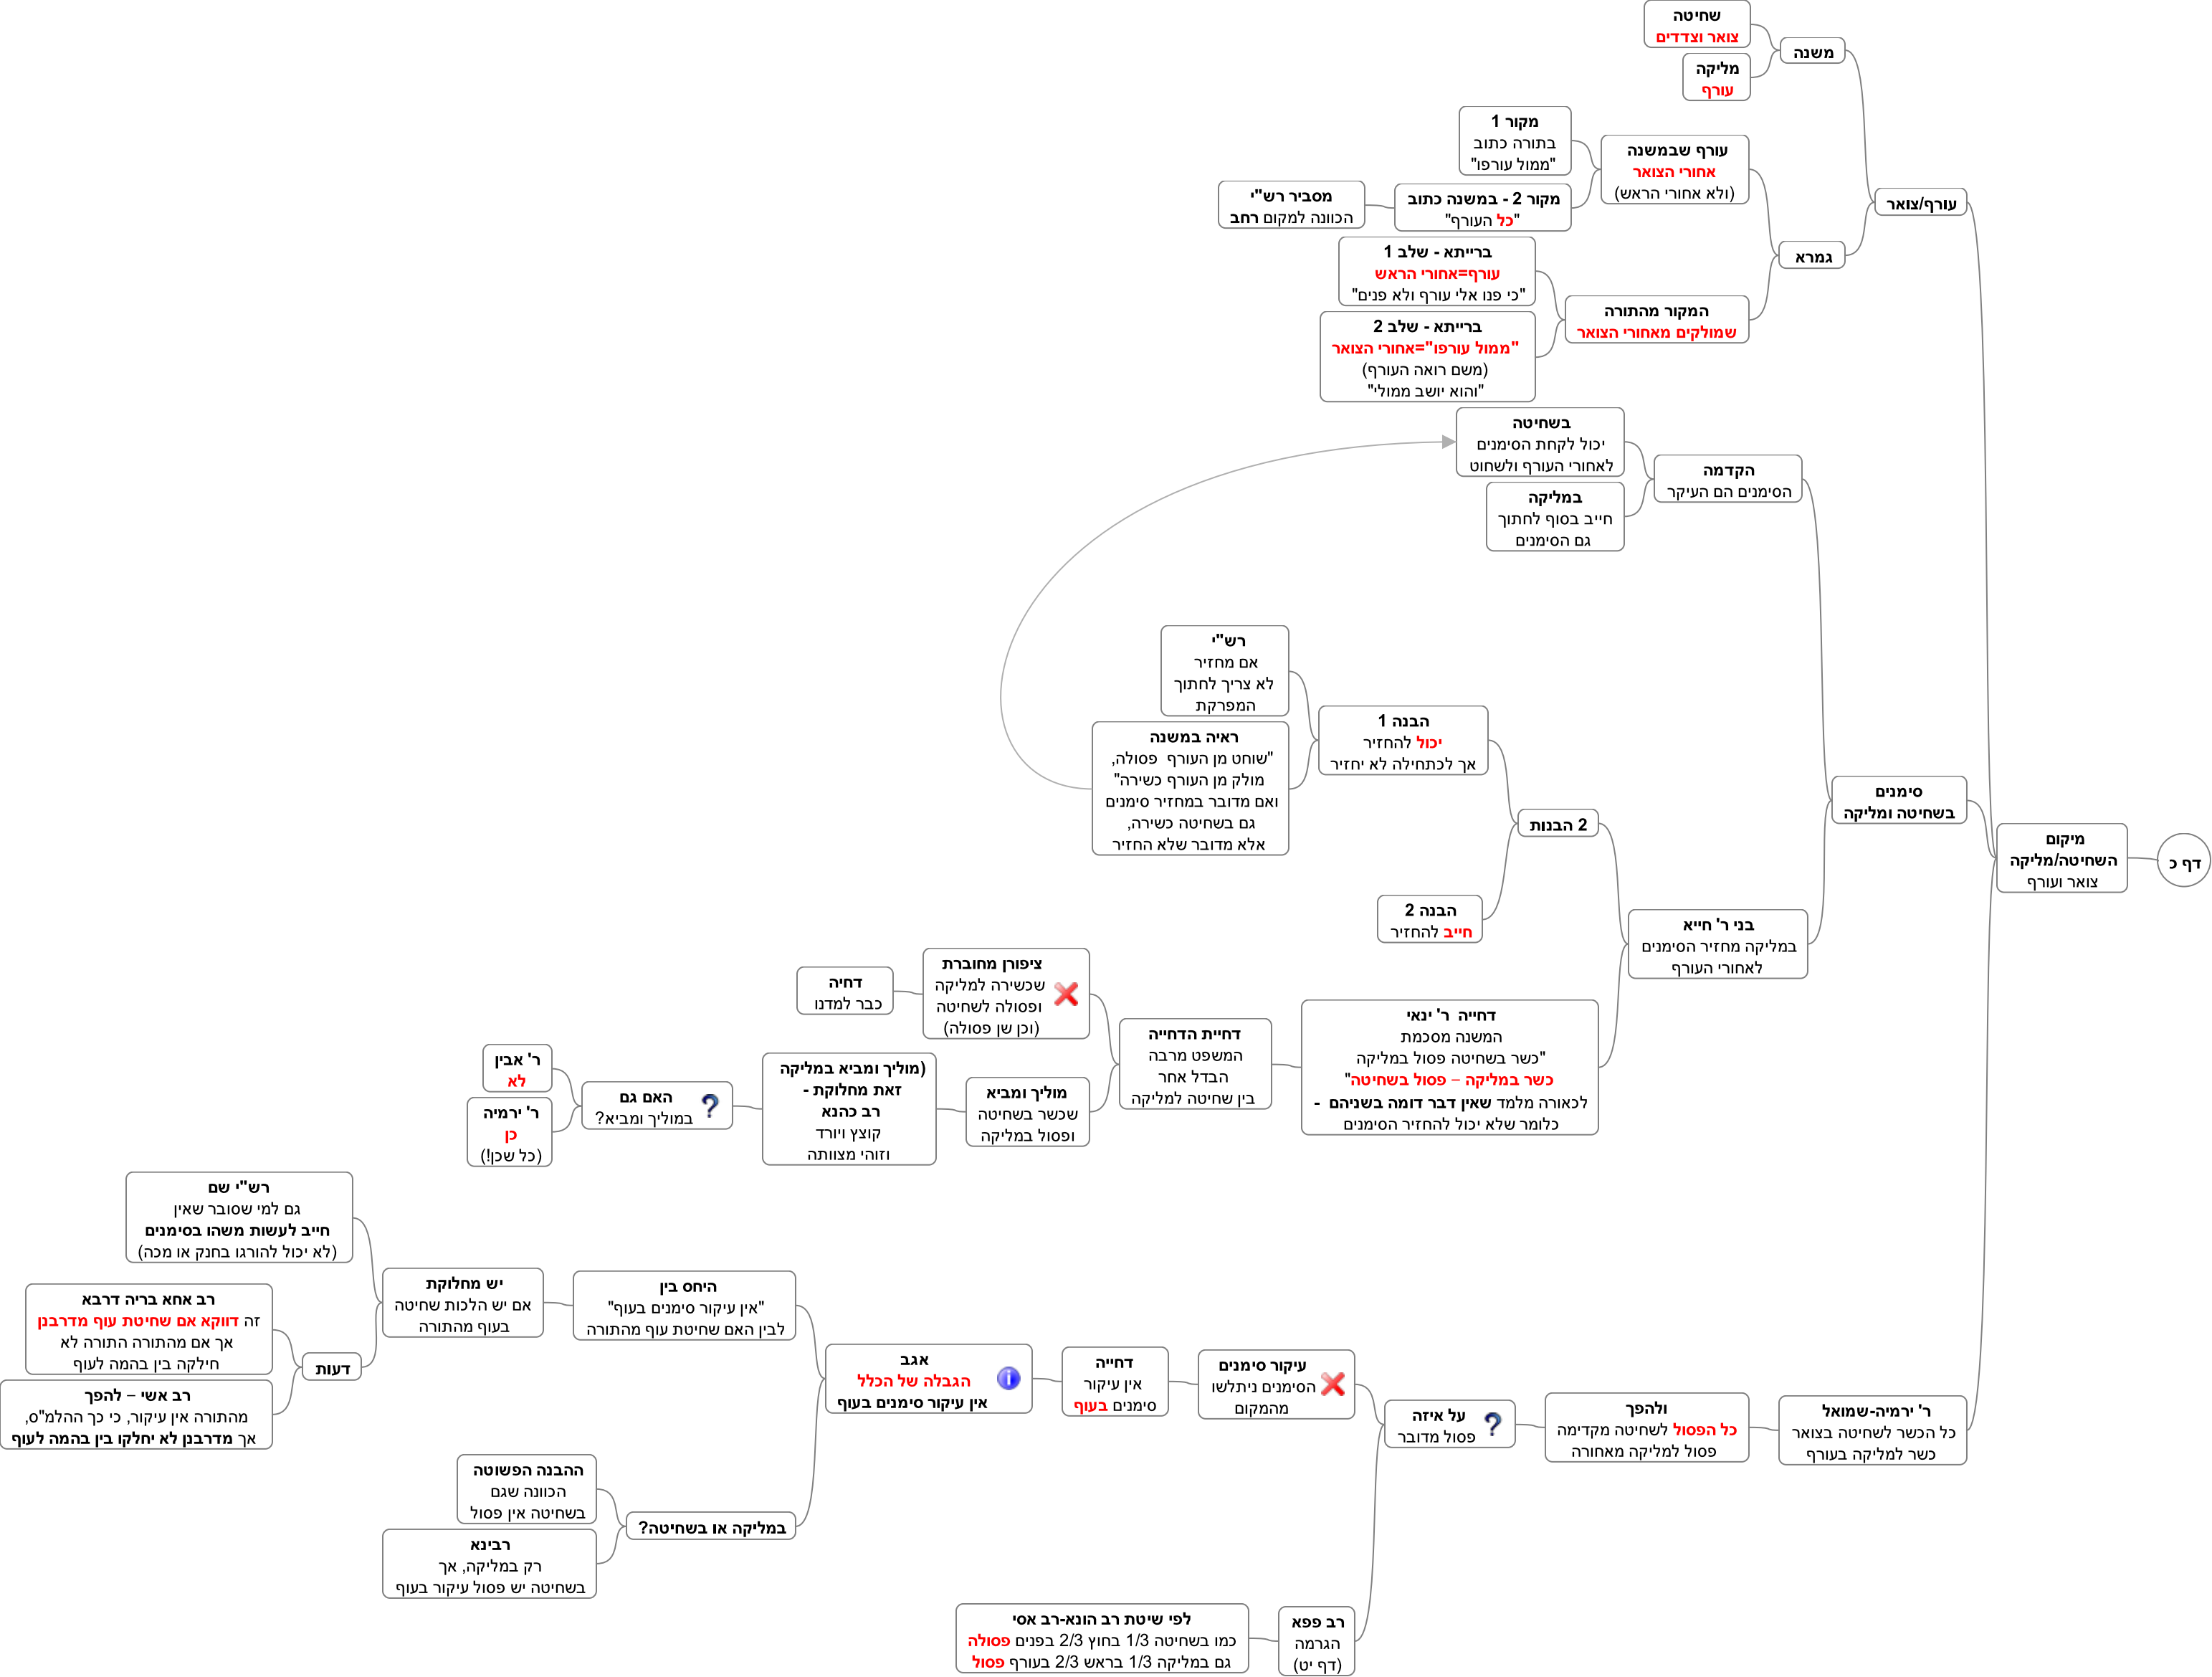 דף כ
מיקום
השחיטה/מליקה
צואר ועורף
עורף/צואר
משנה
שחיטה
צואר וצדדים
מליקה
עורף
גמרא
עורף שבמשנה
אחורי הצואר
(ולא אחורי הראש)
מקור 1
בתורה כתוב
"ממול עורפו"
מקור 2 - במשנה כתוב
"כל העורף"
מסביר רש"י
הכוונה למקום רחב
המקור מהתורה
שמולקים מאחורי הצואר
ברייתא - שלב 1
עורף=אחורי הראש
"כי פנו אלי עורף ולא פנים"
ברייתא - שלב 2
"ממול עורפו"=אחורי הצואר
(משם רואה העורף)
"והוא יושב ממולי"
סימנים
בשחיטה ומליקה
הקדמה
הסימנים הם העיקר
בשחיטה
יכול לקחת הסימנים
לאחורי העורף ולשחוט
במליקה
חייב בסוף לחתוך
גם הסימנים
בני ר' חייא
במליקה מחזיר הסימנים
לאחורי העורף
2 הבנות
הבנה 1
יכול להחזיר
אך לכתחילה לא יחזיר
רש"י
אם מחזיר
לא צריך לחתוך
המפרקת
ראיה במשנה
"שוחט מן העורף פסולה,
מולק מן העורף כשירה"
ואם מדובר במחזיר סימנים
גם בשחיטה כשירה,
אלא מדובר שלא החזיר
הבנה 2
חייב להחזיר
דחייה ר' ינאי
המשנה מסכמת
"כשר בשחיטה פסול במליקה
כשר במליקה – פסול בשחיטה"
לכאורה מלמד שאין דבר דומה בשניהם -
כלומר שלא יכול להחזיר הסימנים
דחיית הדחייה
המשפט מרבה
הבדל אחר
בין שחיטה למליקה
ציפורן מחוברת
שכשירה למליקה
ופסולה לשחיטה
(וכן שן פסולה)
דחיה
כבר למדנו
מוליך ומביא
שכשר בשחיטה
ופסול במליקה
(מוליך ומביא במליקה
זאת מחלוקת -
רב כהנא
קוצץ ויורד
וזוהי מצוותה
האם גם
במוליך ומביא?
ר' אבין
לא
ר' ירמיה
כן
(כל שכן!)
ר' ירמיה-שמואל
כל הכשר לשחיטה בצואר
כשר למליקה בעורף
ולהפך
כל הפסול לשחיטה מקדימה
פסול למליקה מאחורה
על איזה
פסול מדובר
עיקור סימנים
הסימנים ניתלשו
מהמקום
דחייה
אין עיקור
סימנים בעוף
אגב
הגבלה של הכלל
אין עיקור סימנים בעוף
היחס בין
"אין עיקור סימנים בעוף"
לבין האם שחיטת עוף מהתורה
יש מחלוקת
אם יש הלכות שחיטה
בעוף מהתורה
רש"י שם
גם למי שסובר שאין
חייב לעשות משהו בסימנים
(לא יכול להורגו בחנק או מכה)
דעות
רב אחא בריה דרבא
זה דווקא אם שחיטת עוף מדרבנן
אך אם מהתורה התורה לא
חילקה בין בהמה לעוף
רב אשי – להפך
מהתורה אין עיקור, כי כך ההלמ"ס,
אך מדרבנן לא יחלקו בין בהמה לעוף
במליקה או בשחיטה?
ההבנה הפשוטה
הכוונה שגם
בשחיטה אין פסול
רבינא
רק במליקה, אך
בשחיטה יש פסול עיקור בעוף
רב פפא
הגרמה
(דף יט)
לפי שיטת רב הונא-רב אסי
כמו בשחיטה 1/3 בחוץ 2/3 בפנים פסולה
גם במליקה 1/3 בראש 2/3 בעורף פסול